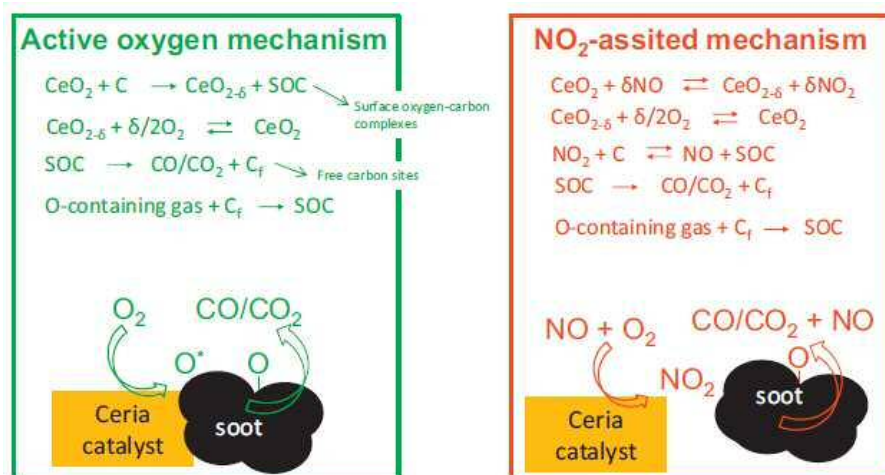 Active oxygen mechanism
CeO₂ + C → CeO₂₋δ + SOC
Surface oxygen-carbon
complexes
CeO₂₋δ + δ/2O₂ ⇄ CeO₂
SOC → CO/CO₂ + Cf
Free carbon sites
O-containing gas + Cf → SOC
O₂
CO/CO₂
O*
O
Ceria
catalyst
soot
NO₂-assited mechanism
CeO₂ + δNO ⇄ CeO₂₋δ + δNO₂
CeO₂₋δ + δ/2O₂ ⇄ CeO₂
NO₂ + C ⇄ NO + SOC
SOC → CO/CO₂ + Cf
O-containing gas + Cf → SOC
NO + O₂
CO/CO₂ + NO
O
NO₂
soot
Ceria
catalyst